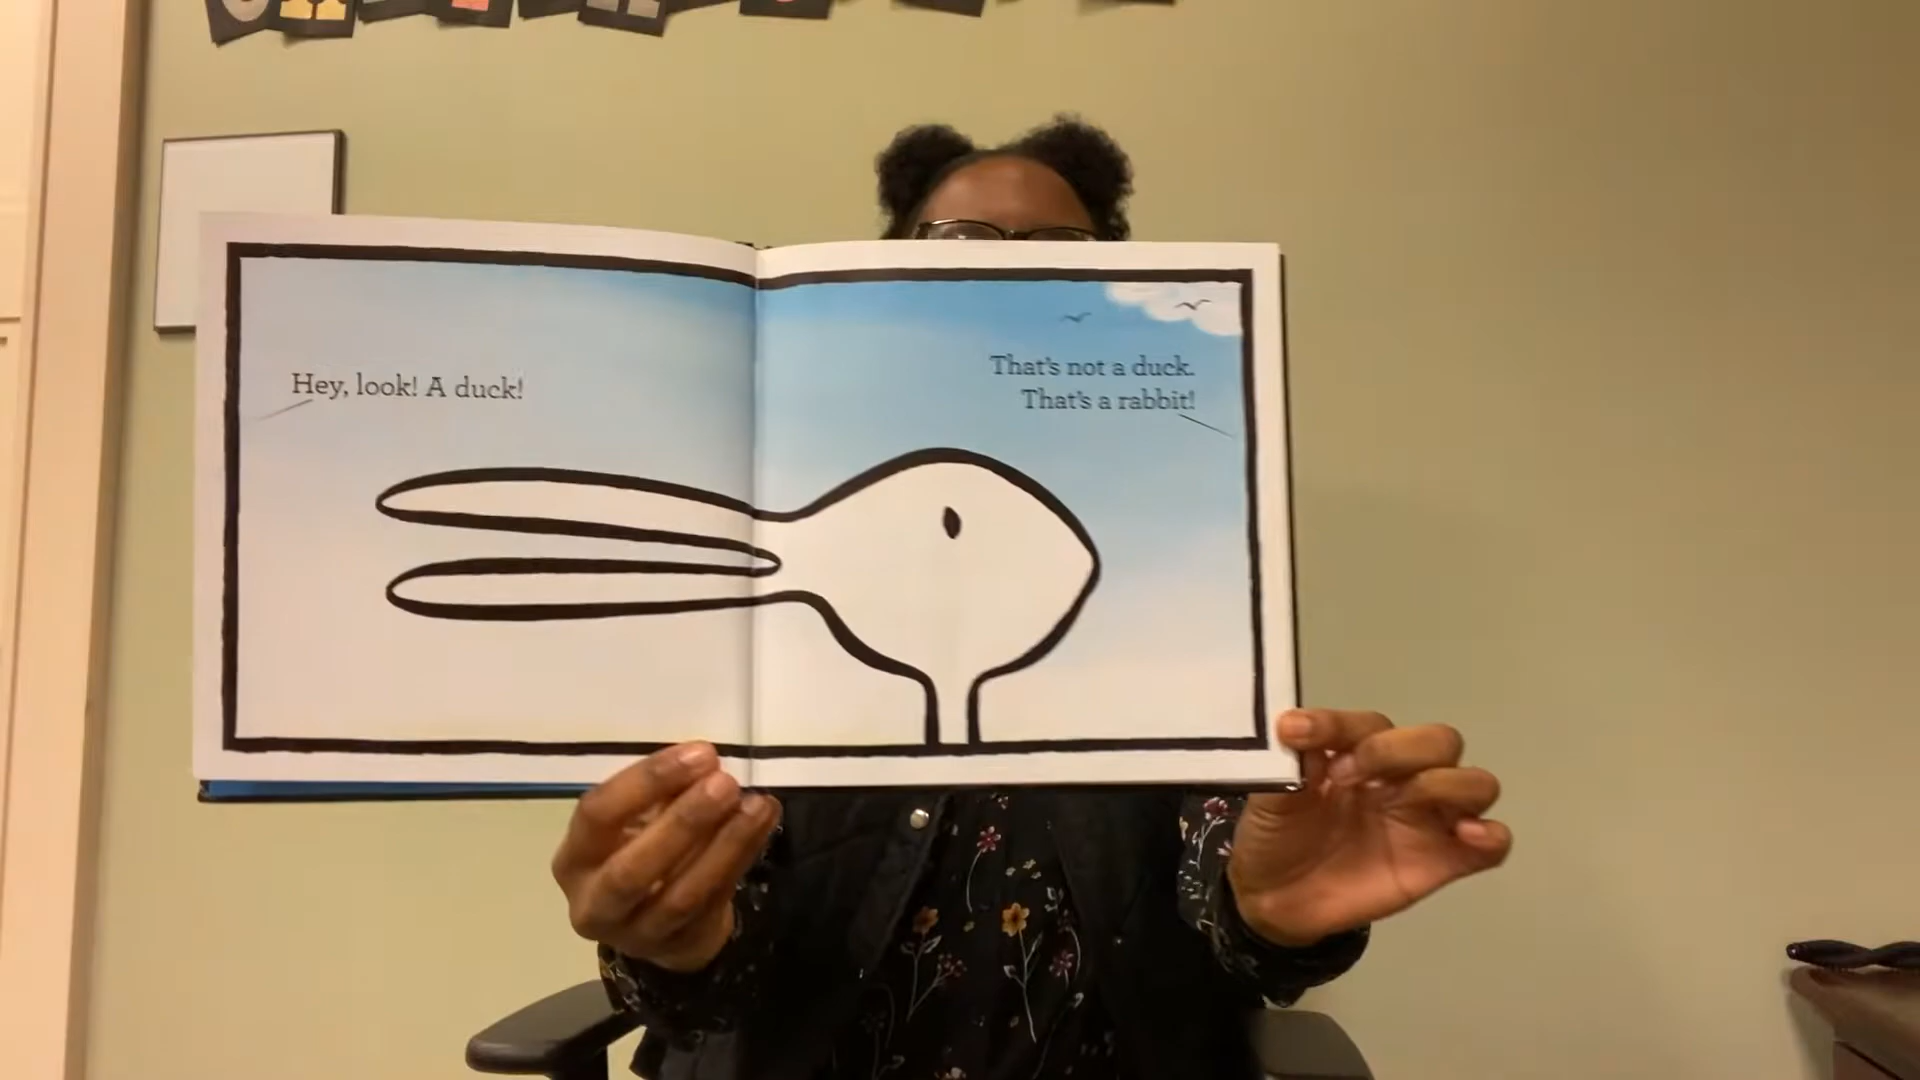 Hey, look! A duck!
That's not a duck.
That's a rabbit!